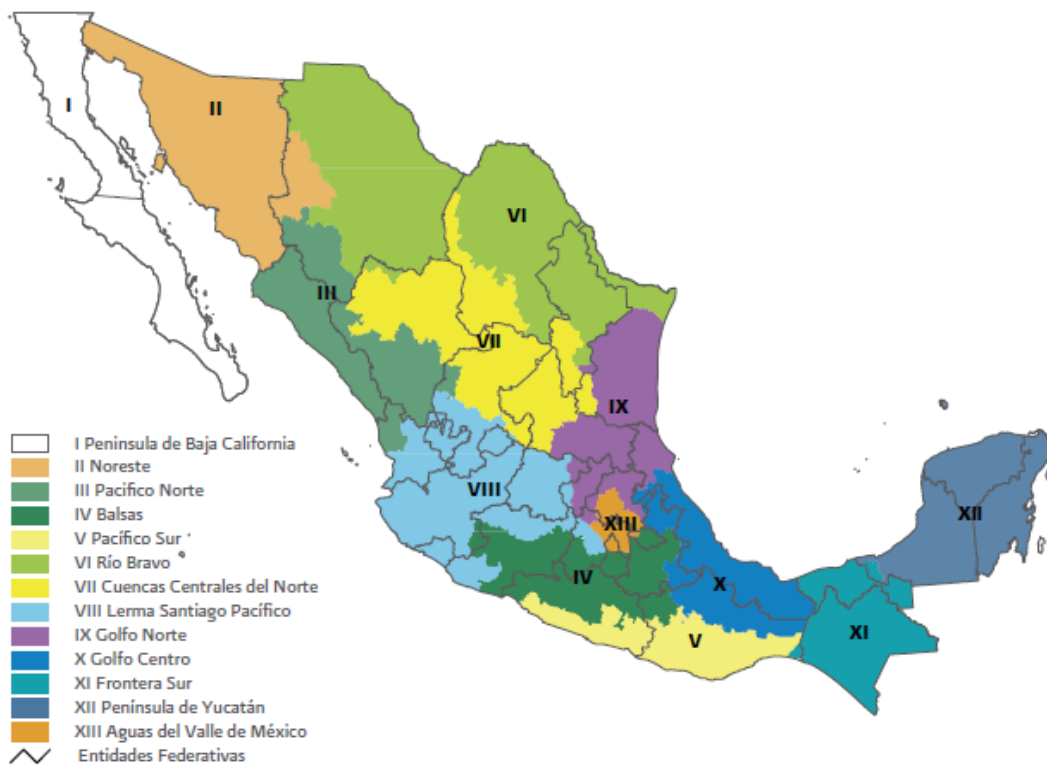 I
II
VI
III
VII
IX
VIII
XIII
XII
IV
X
V
XI
I Peninsula de Baja California
II Noreste
III Pacifico Norte
IV Balsas
V Pacífico Sur
VI Río Bravo
VII Cuencas Centrales del Norte
VIII Lerma Santiago Pacífico
IX Golfo Norte
X Golfo Centro
XI Frontera Sur
XII Península de Yucatán
XIII Aguas del Valle de México
Entidades Federativas